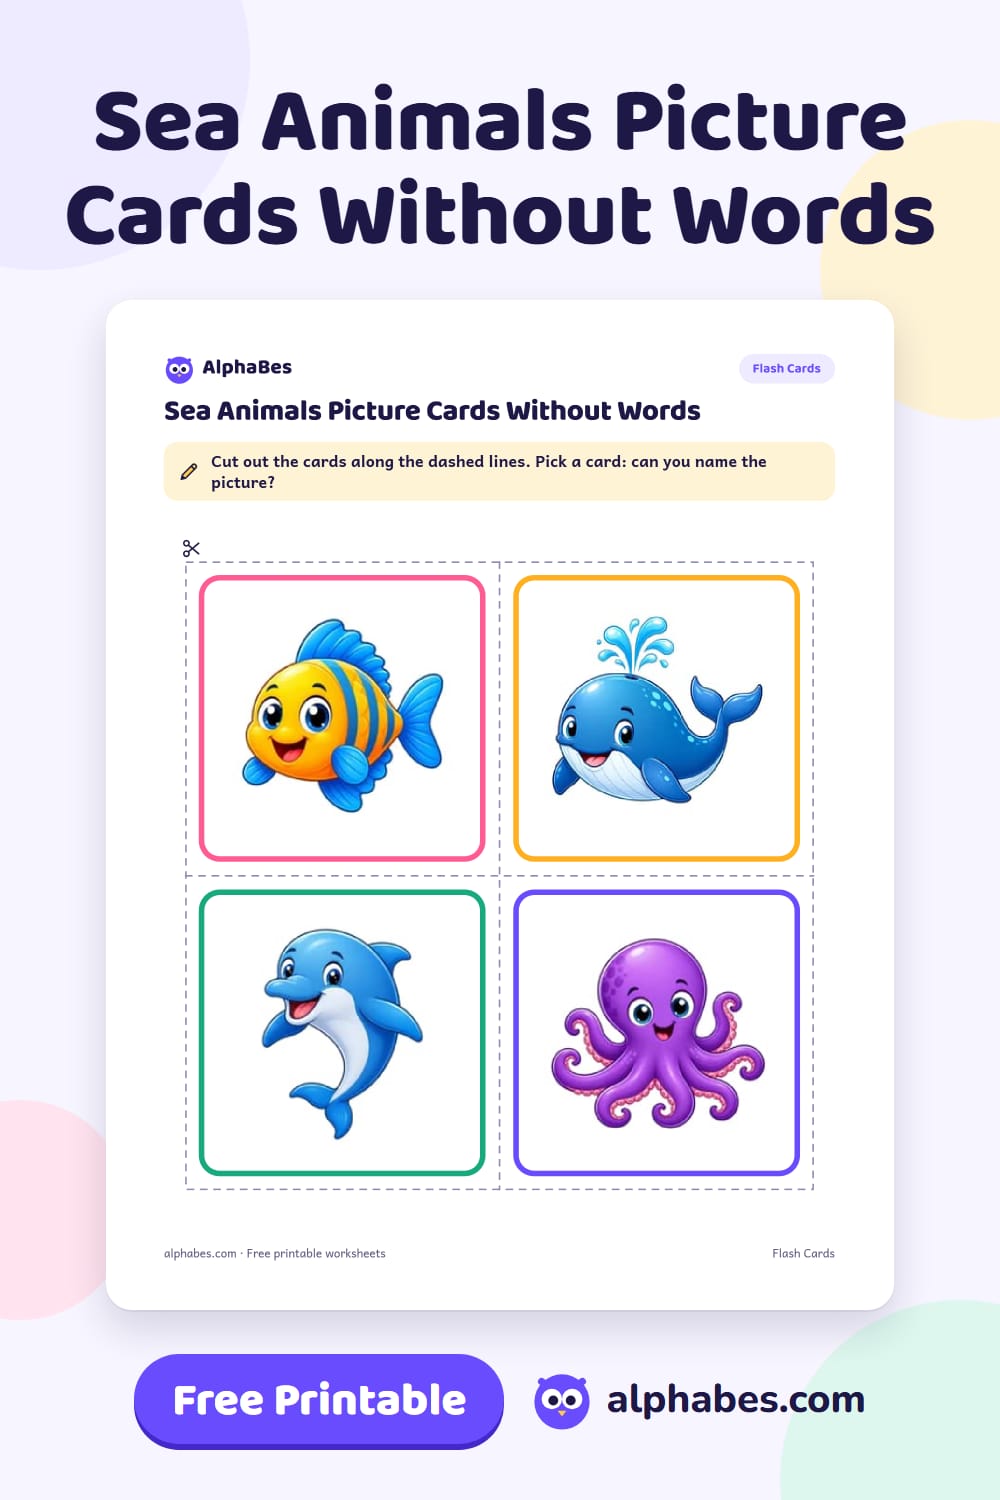 Sea Animals Picture
Cards Without Words
AlphaBes
Flash Cards
Sea Animals Picture Cards Without Words
Cut out the cards along the dashed lines. Pick a card: can you name the
picture?
alphabes.com · Free printable worksheets
Flash Cards
Free Printable
alphabes.com